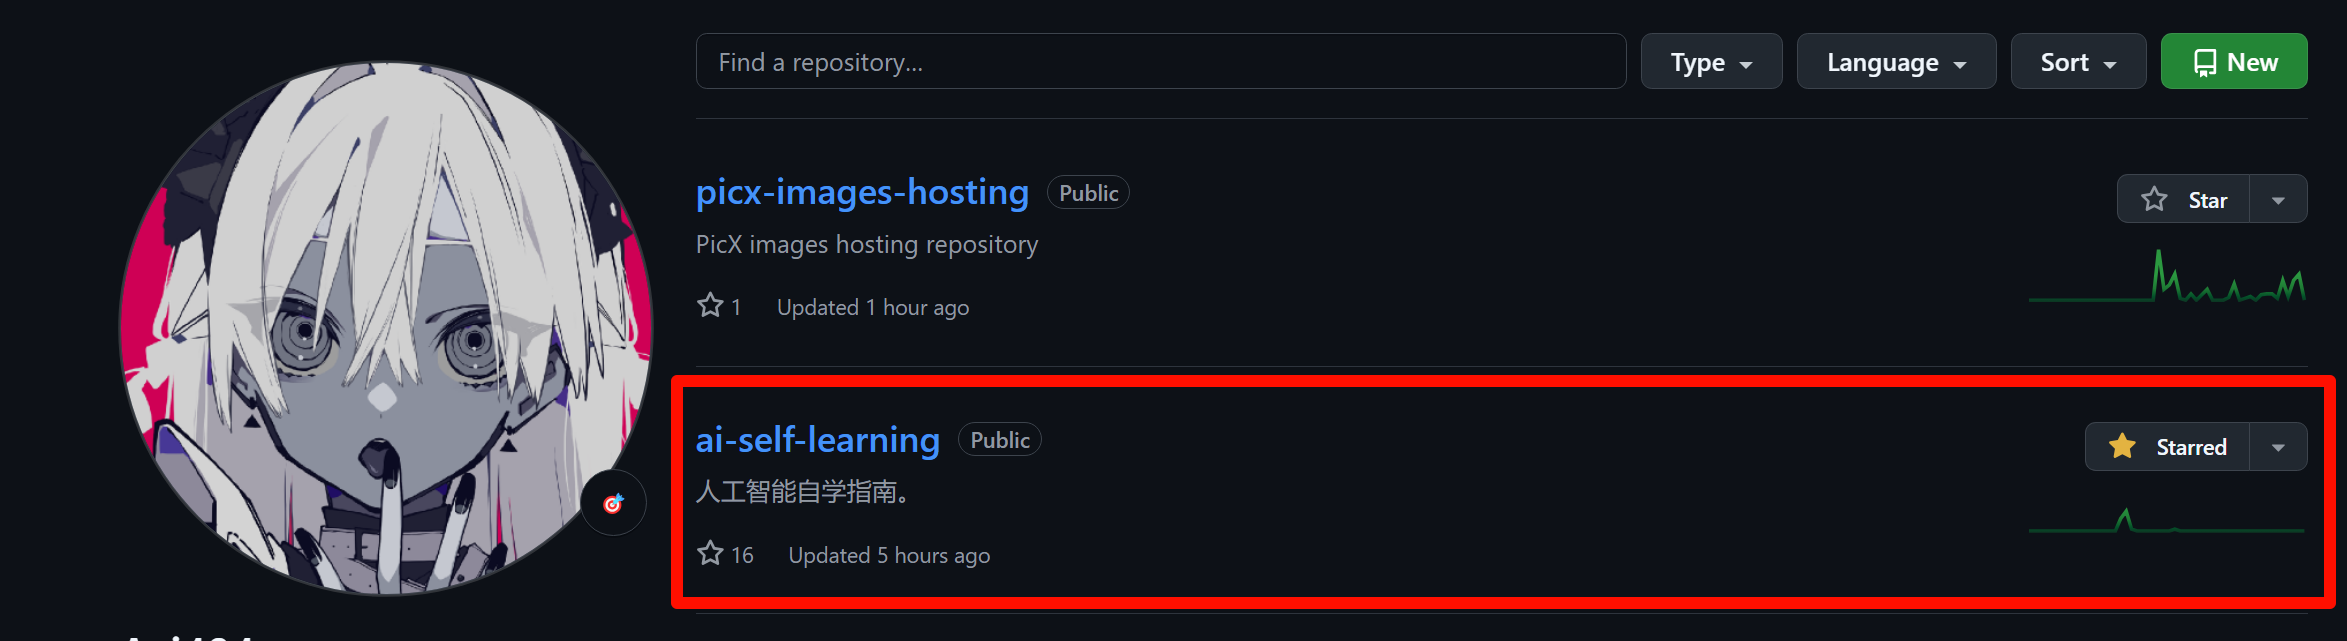 Find a repository...
Type
Language
Sort
New
picx-images-hosting Public
Star
PicX images hosting repository
1 Updated 1 hour ago
ai-self-learning Public
Starred
人工智能自学指南。
16 Updated 5 hours ago